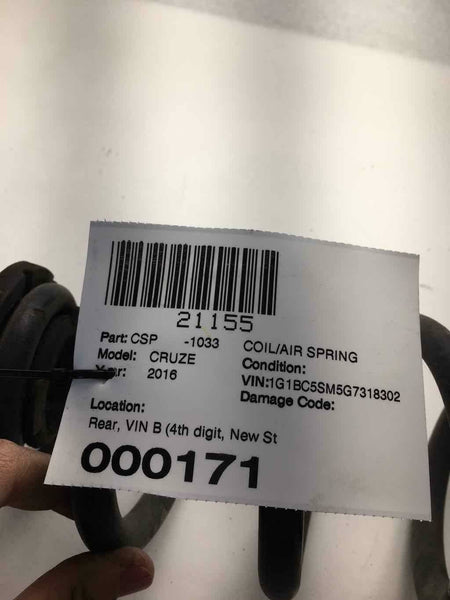 21155
Part: CSP -1033 COIL/AIR SPRING
Model: CRUZE Condition:
Year: 2016 VIN:1G1BC5SM5G7318302
Damage Code:
Location:
Rear, VIN B (4th digit, New St
000171